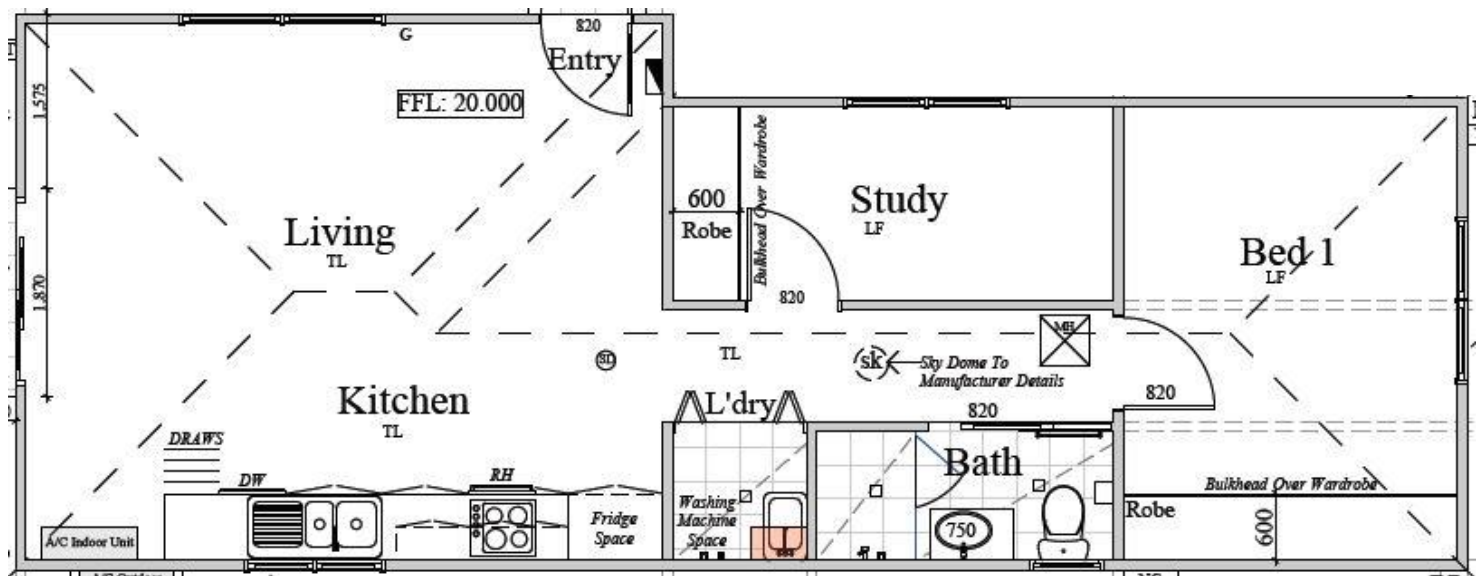 G
820
Entry
FFL: 20.000
1,575
Living
TL
1,870
600
Robe
Bulkhead Over Wardrobe
Study
LF
820
Bed 1
LF
MH
SD
TL
sk
Sky Dome To
Manufacturer Details
820
820
Kitchen
TL
L'dry
DRAWS
DW
RH
Fridge
Space
Washing
Machine
Space
Bath
750
Bulkhead Over Wardrobe
Robe
600
A/C Indoor Unit